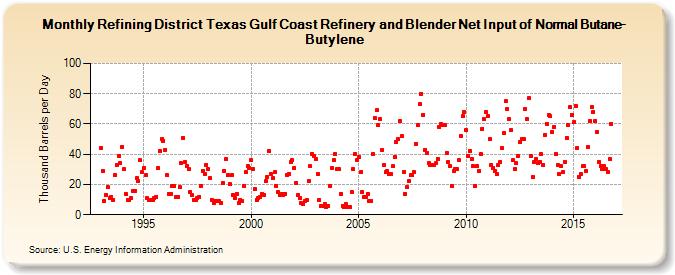 Monthly Refining District Texas Gulf Coast Refinery and Blender Net Input of Normal Butane-
Butylene
Thousand Barrels per Day
100
80
60
40
20
0
1995
2000
2005
2010
2015
Source: U.S. Energy Information Administration